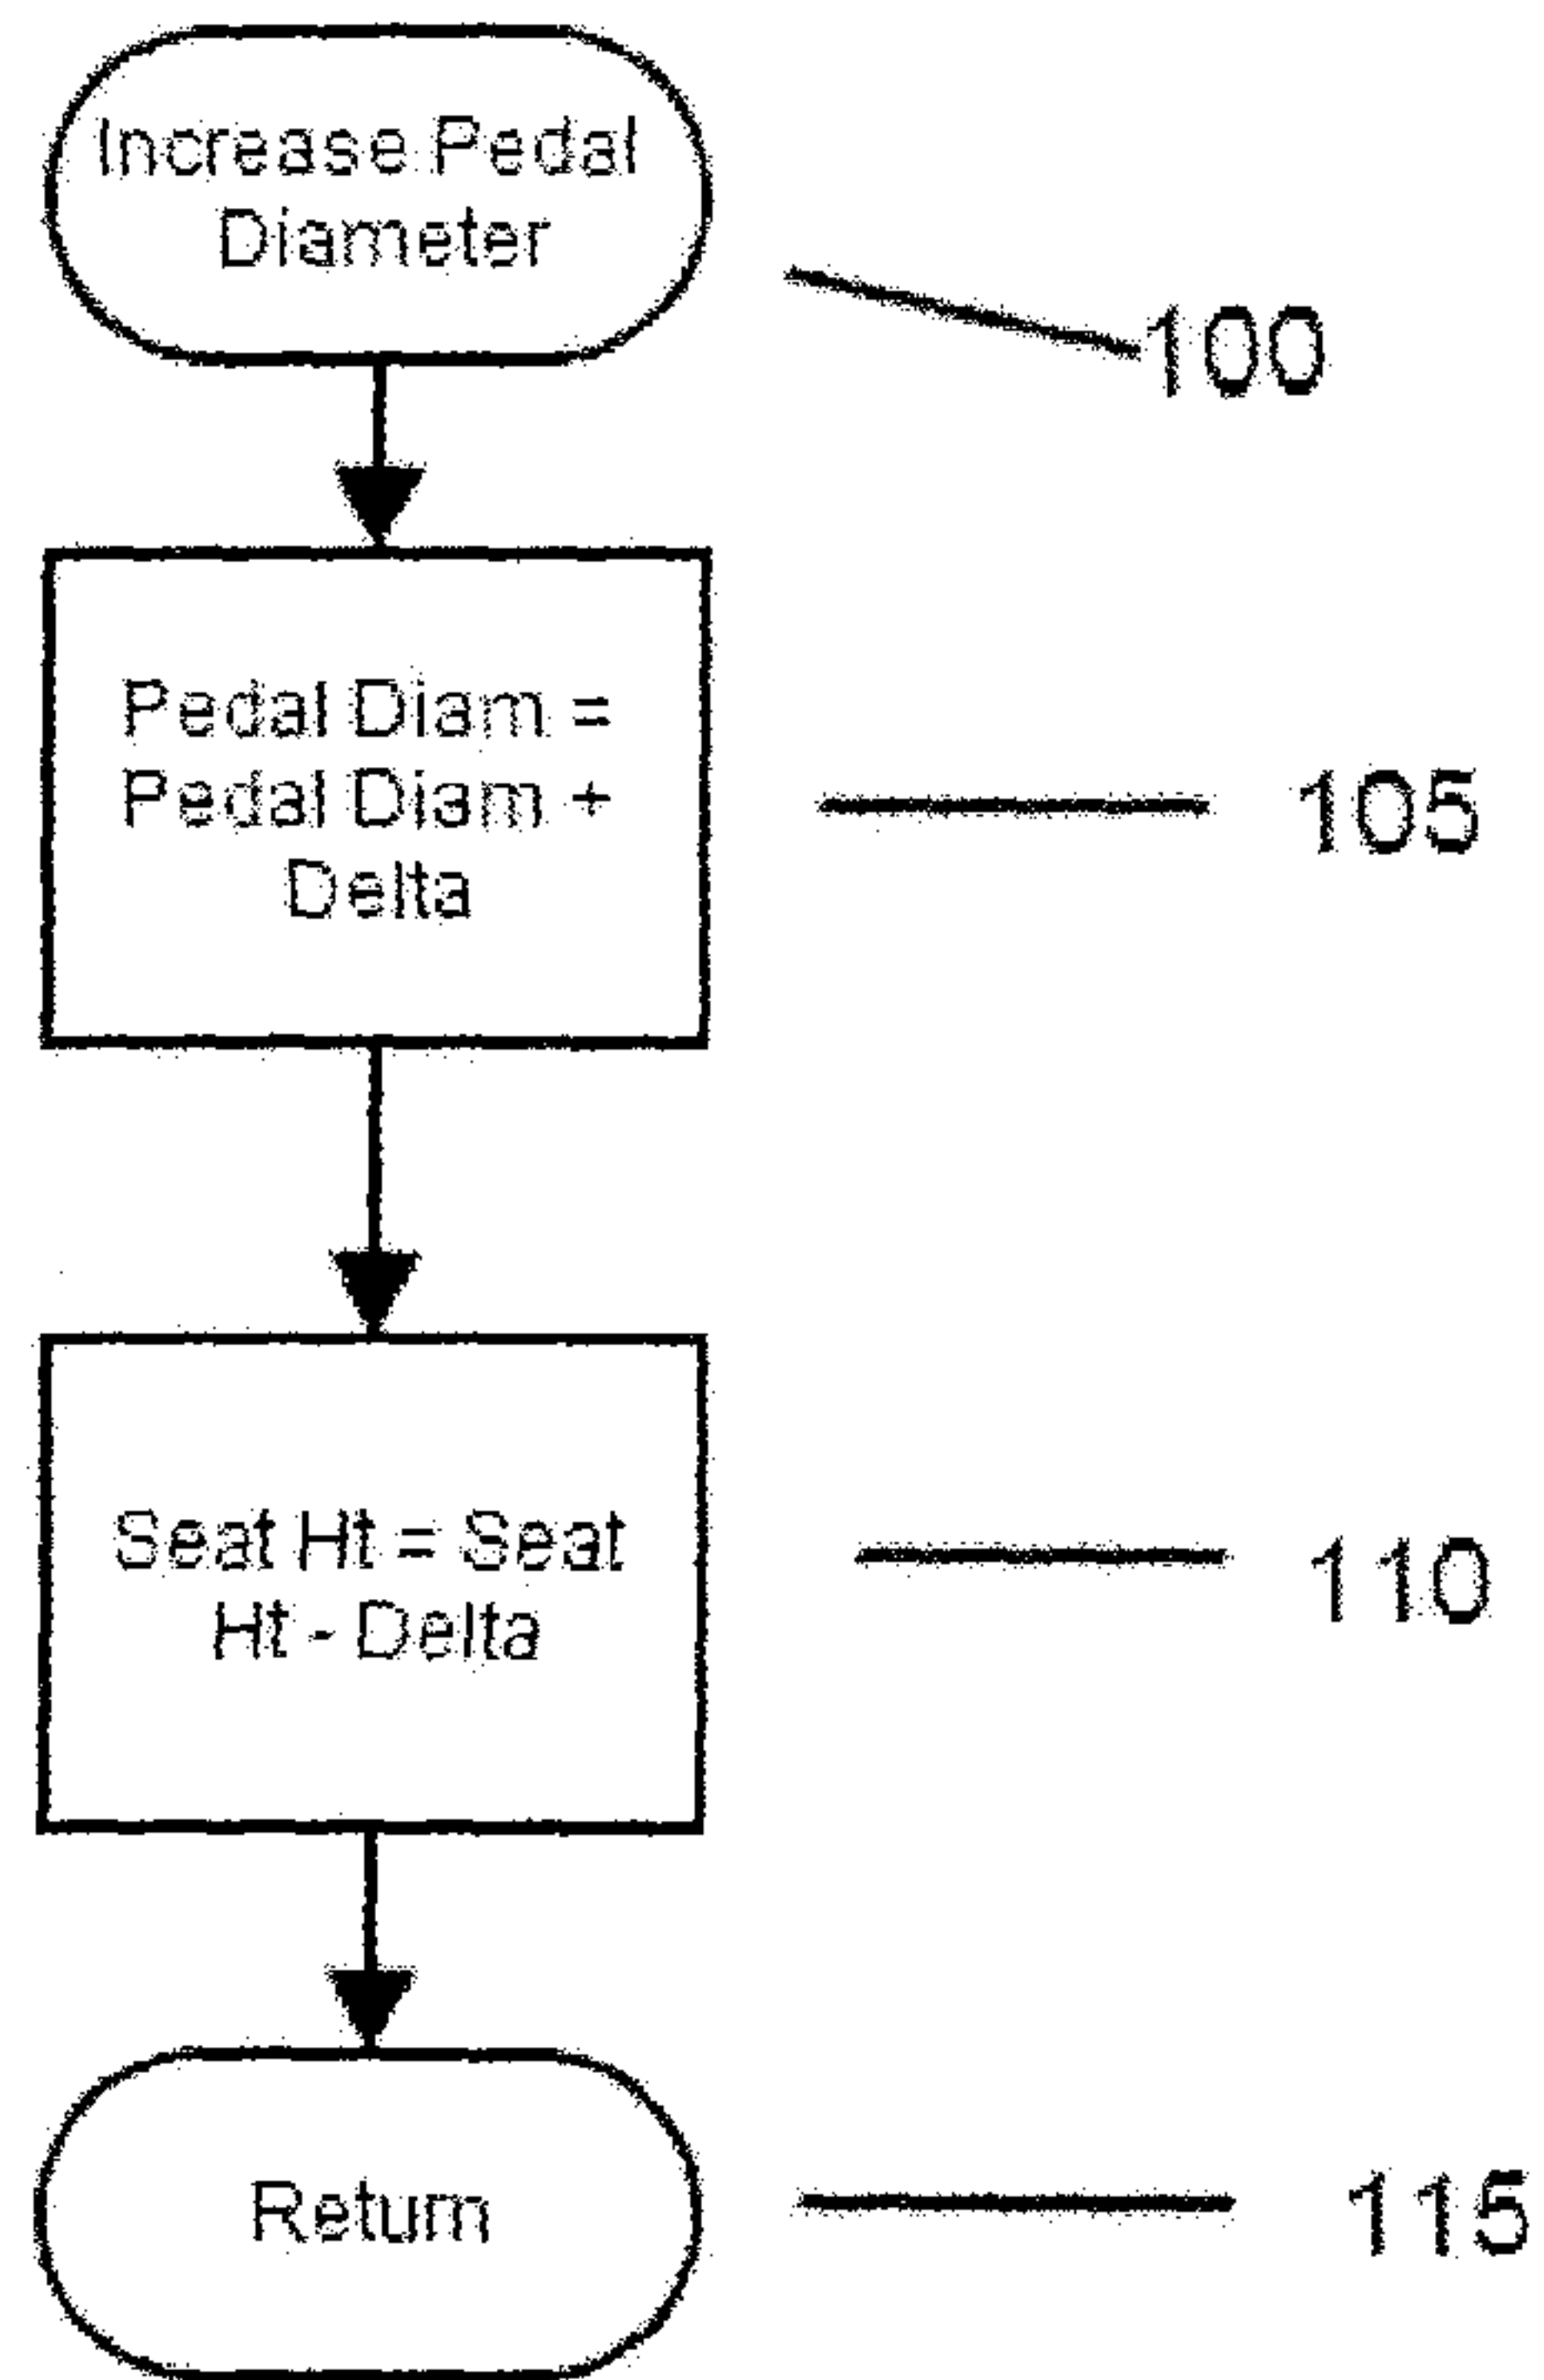 Increase Pedal
Diameter
100
Pedal Diam =
Pedal Diam +
Delta
105
Seat Ht = Seat
Ht - Delta
110
Return
115